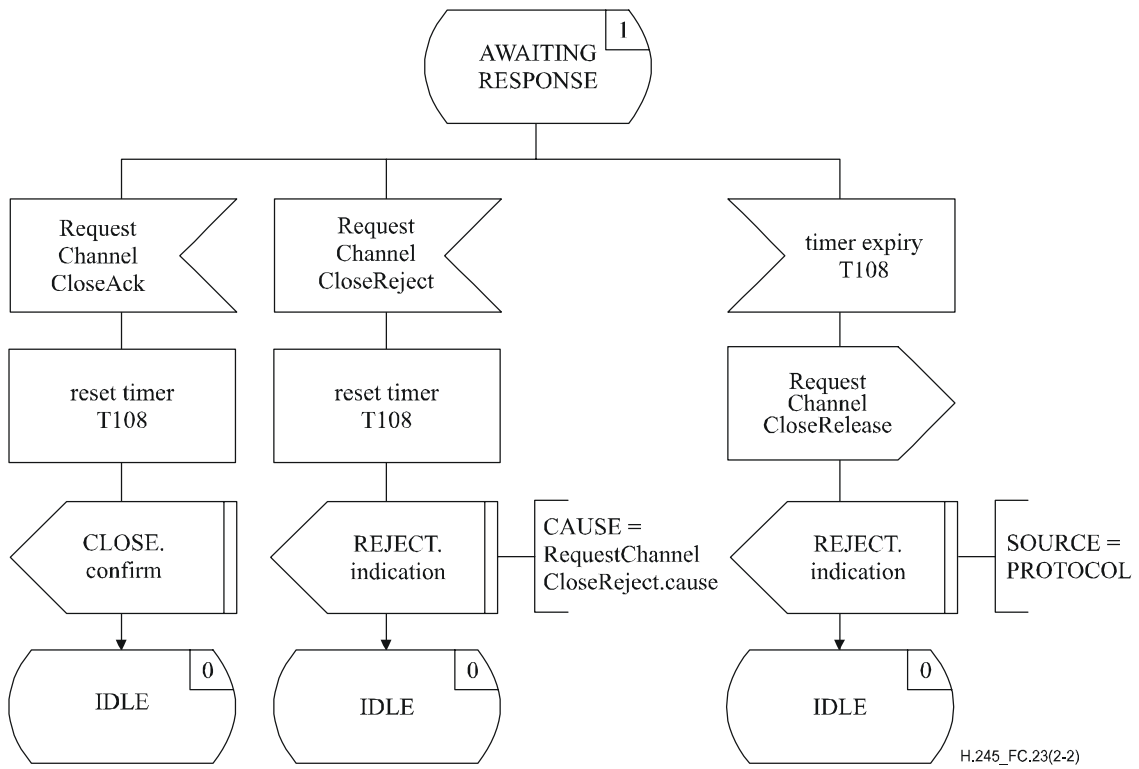 1
AWAITING
RESPONSE
Request
Channel
CloseAck
Request
Channel
CloseReject
timer expiry
T108
reset timer
T108
reset timer
T108
Request
Channel
CloseRelease
CLOSE.
confirm
REJECT.
indication
CAUSE =
RequestChannel
CloseReject.cause
REJECT.
indication
SOURCE =
PROTOCOL
0
IDLE
0
IDLE
0
IDLE
H.245_FC.23(2-2)